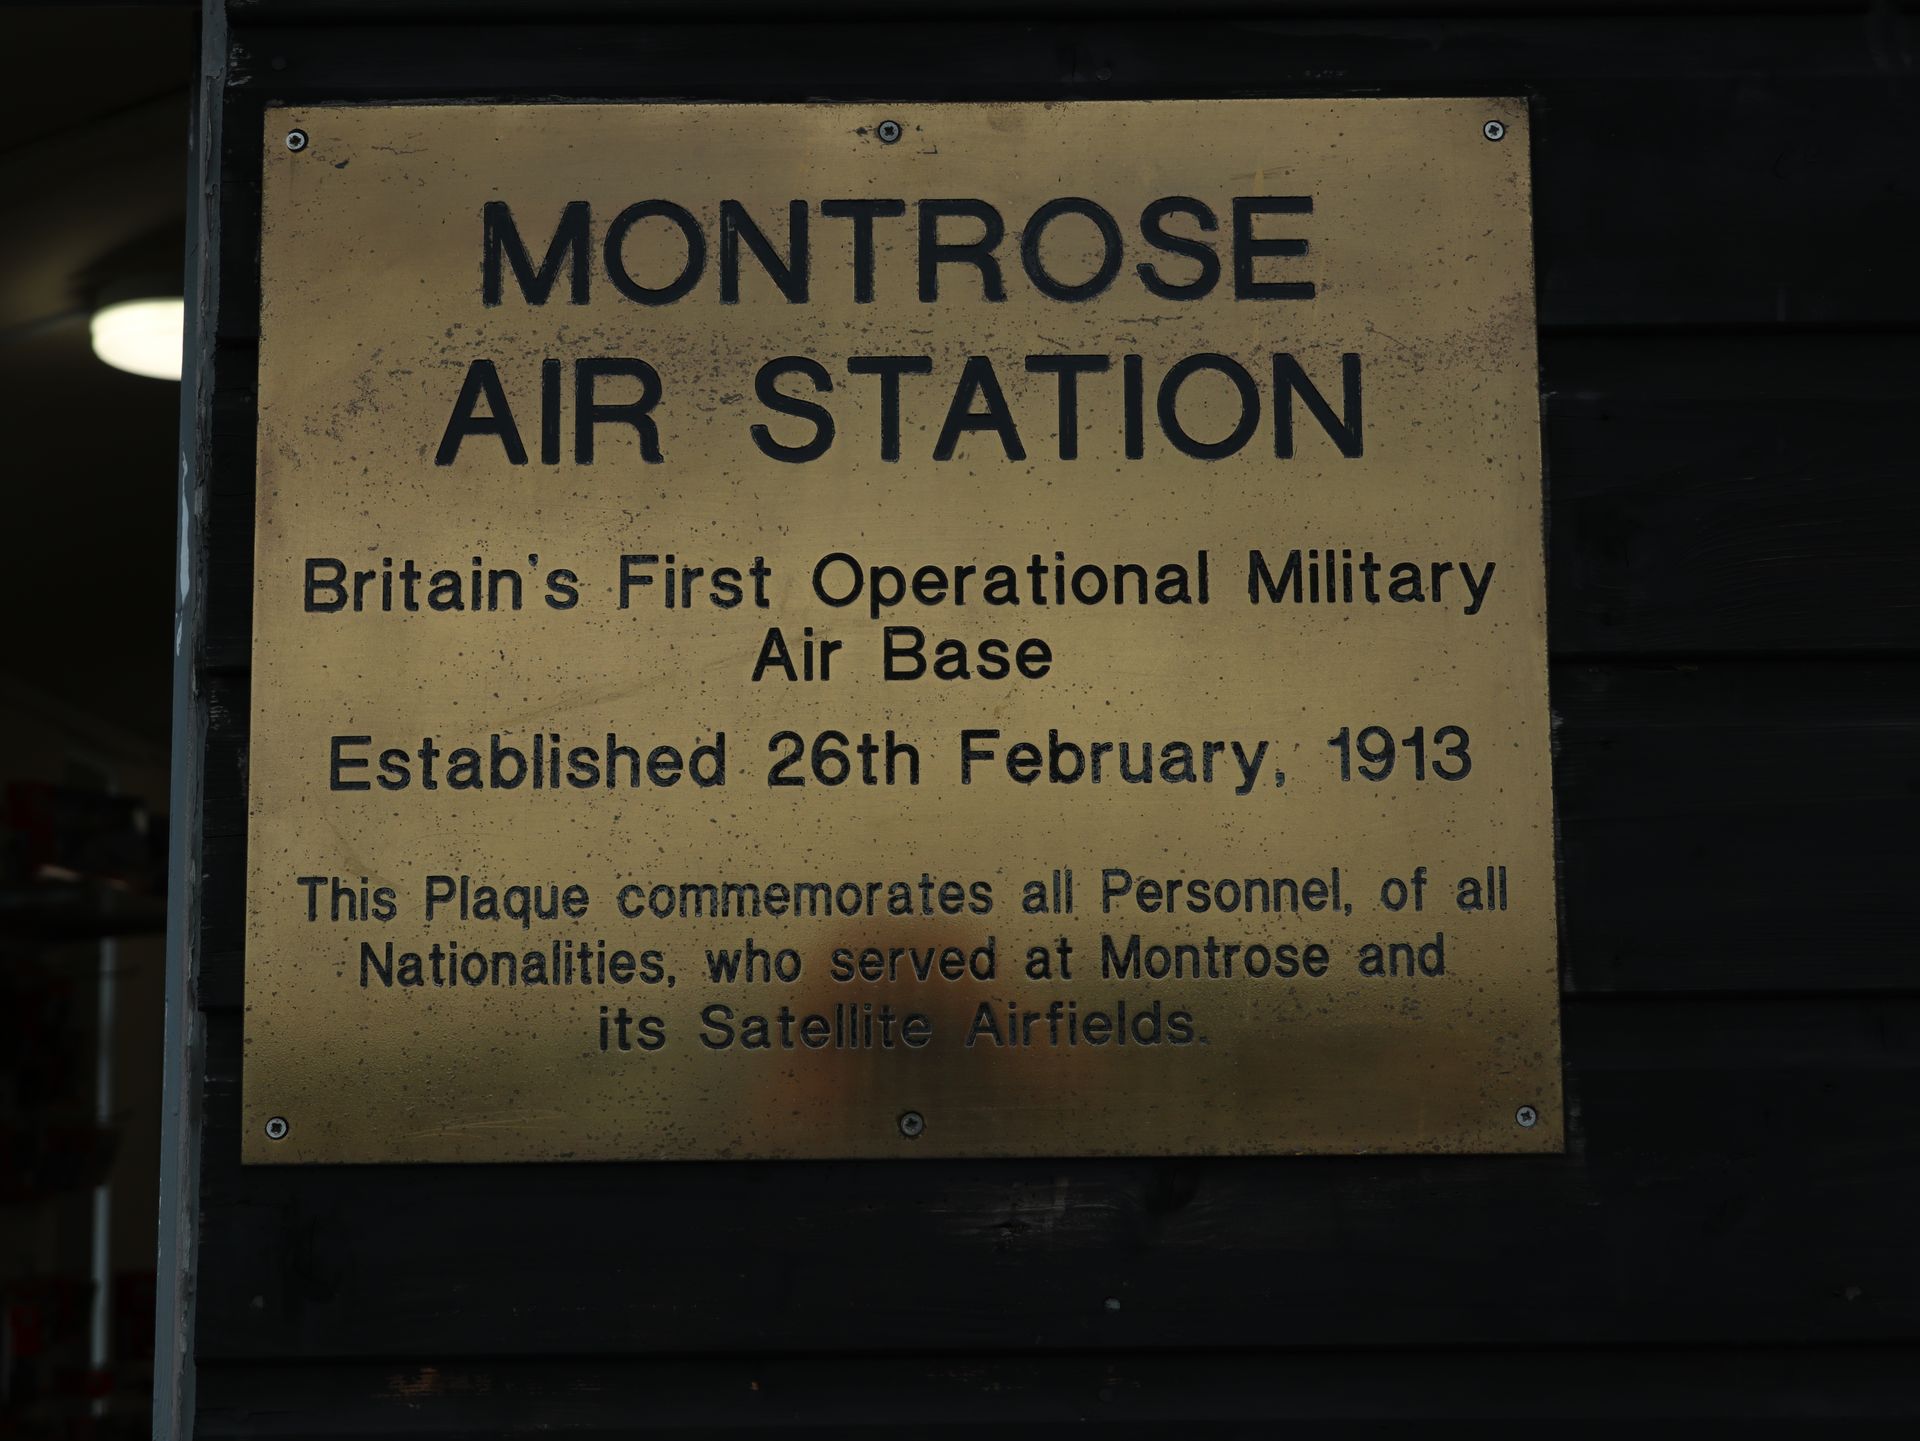 MONTROSE
AIR STATION
Britain's First Operational Military
Air Base
Established 26th February, 1913
This Plaque commemorates all Personnel, of all
Nationalities, who served at Montrose and
its Satellite Airfields.